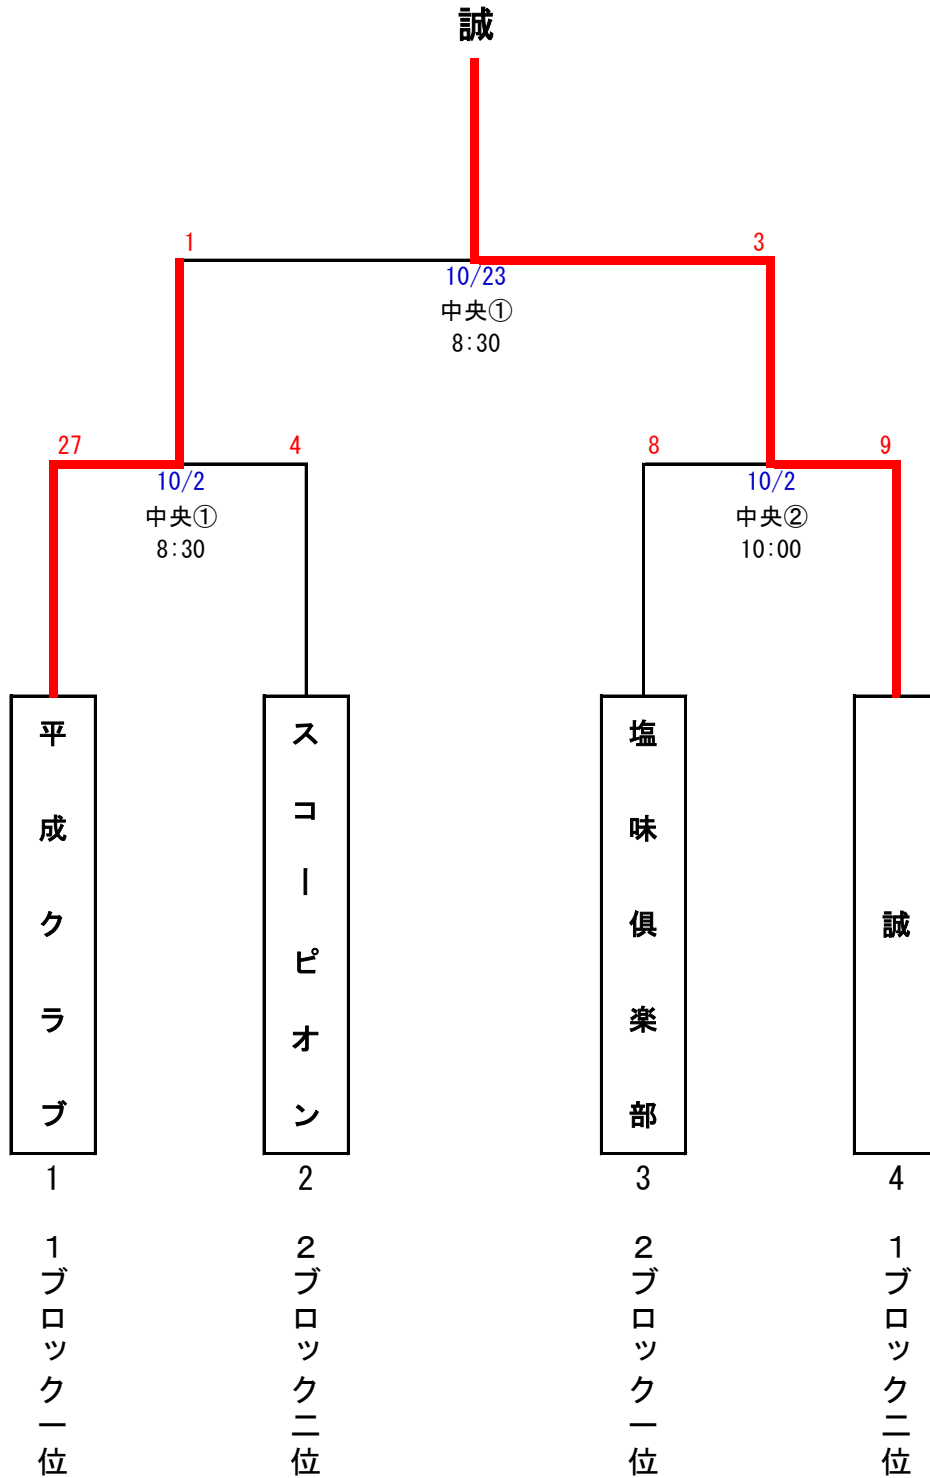 誠
1
3
10/23
中央①
8:30
27
4
8
9
10/2
中央①
8:30
10/2
中央②
10:00
平成クラブ
スコーピオン
塩味倶楽部
誠
1
2
3
4
1ブロック一位
2ブロック二位
2ブロック一位
1ブロック二位